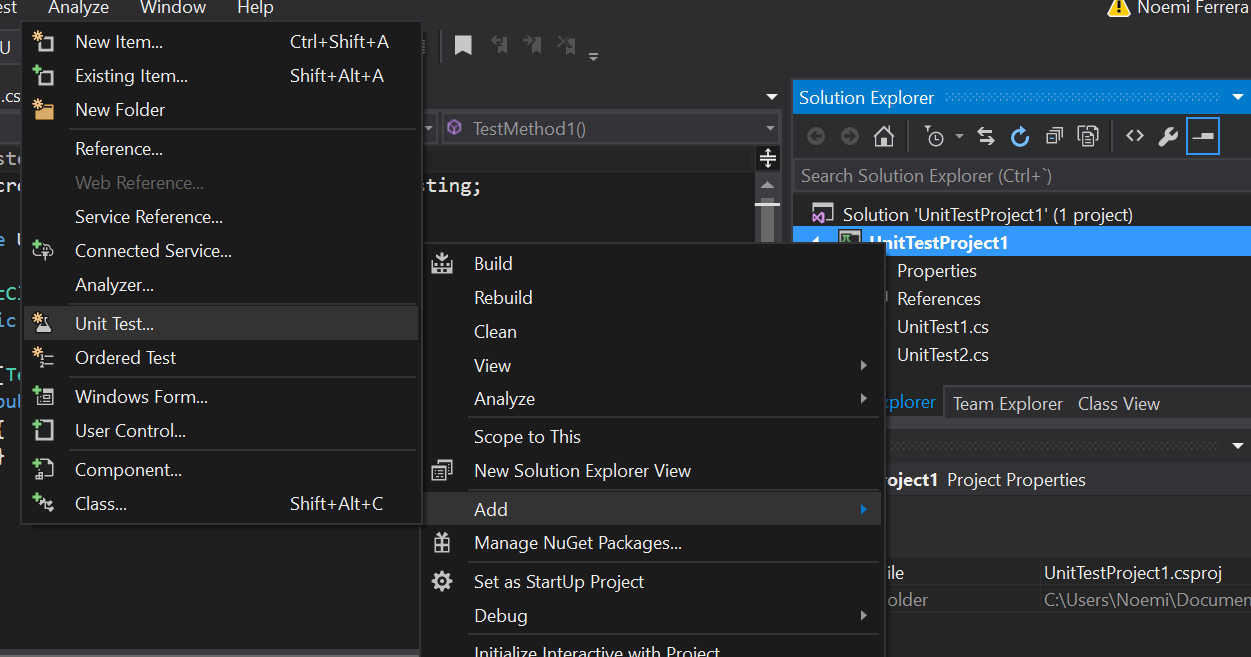 Analyze Window Help
Noemi Ferrera
New Item... Ctrl+Shift+A
Existing Item... Shift+Alt+A
New Folder
Reference...
Web Reference...
Service Reference...
Connected Service...
Analyzer...
Unit Test...
Ordered Test
Windows Form...
User Control...
Component...
Class... Shift+Alt+C
U
.cs
TestMethod1()
sting;
{
}
Build
Rebuild
Clean
View
Analyze
Scope to This
New Solution Explorer View
Add
Manage NuGet Packages...
Set as StartUp Project
Debug
Initialize Interactive with Project
Solution Explorer
Search Solution Explorer (Ctrl+`)
Solution 'UnitTestProject1' (1 project)
UnitTestProject1
Properties
References
UnitTest1.cs
UnitTest2.cs
xplorer Team Explorer Class View
roject1 Project Properties
ile UnitTestProject1.csproj
older C:\Users\Noemi\Documen